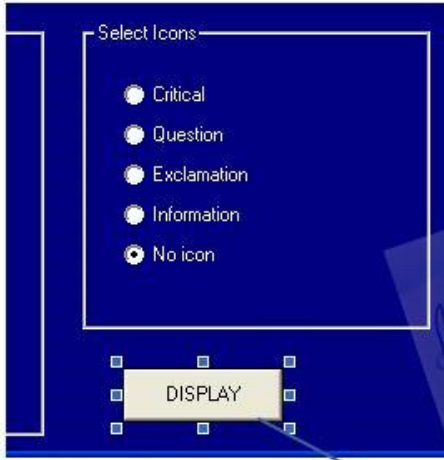 Select Icons
Critical
Question
Exclamation
Information
No icon
DISPLAY